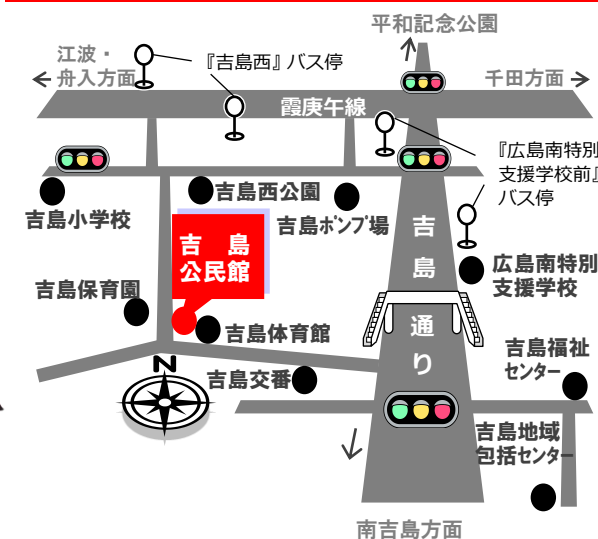 平和記念公園
江波・
舟入方面
『吉島西』バス停
千田方面
霞庚午線
『広島南特別
支援学校前』
バス停
吉島西公園
吉島小学校
吉島ポンプ場
吉島通り
吉 島
公民館
広島南特別
支援学校
吉島保育園
吉島体育館
吉島福祉
センター
吉島交番
N
吉島地域
包括センター
南吉島方面